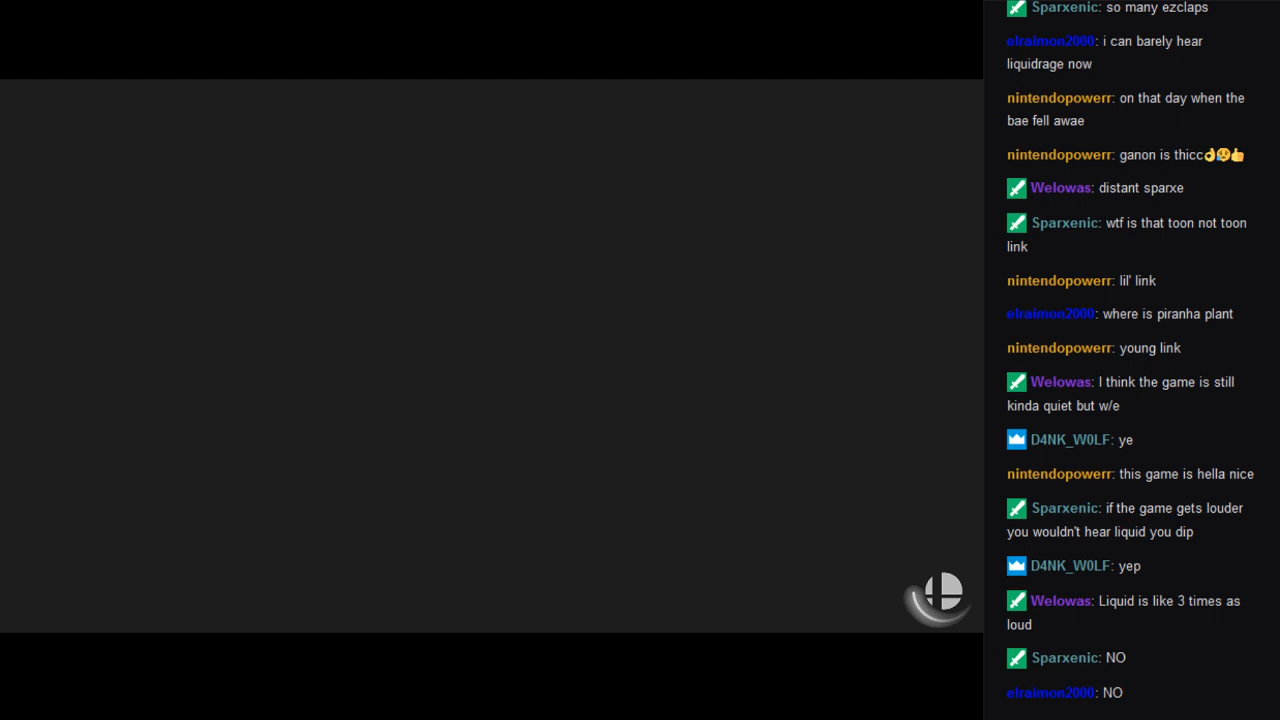 Sparxenic: so many ezclaps
elraimon2000: i can barely hear
liquidrage now
nintendopowerr: on that day when the
bae fell awae
nintendopowerr: ganon is thicc👌😢👍
Welowas: distant sparxe
Sparxenic: wtf is that toon not toon
link
nintendopowerr: lil' link
elraimon2000: where is piranha plant
nintendopowerr: young link
Welowas: I think the game is still
kinda quiet but w/e
D4NK_W0LF: ye
nintendopowerr: this game is hella nice
Sparxenic: if the game gets louder
you wouldn't hear liquid you dip
D4NK_W0LF: yep
Welowas: Liquid is like 3 times as
loud
Sparxenic: NO
elraimon2000: NO